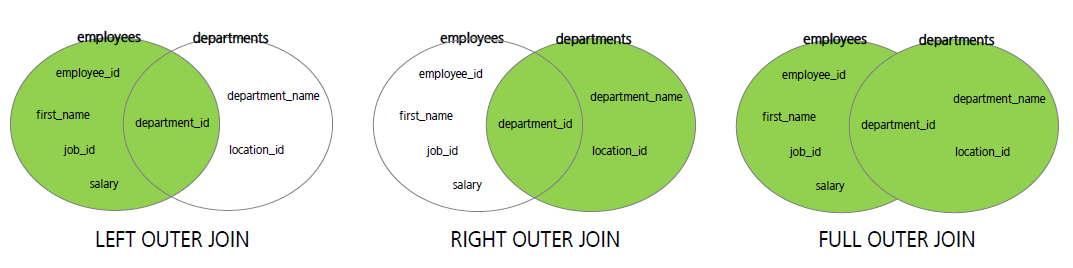 employees
departments
employee_id
department_name
first_name
department_id
job_id
location_id
salary
LEFT OUTER JOIN
employees
departments
employee_id
department_name
first_name
department_id
job_id
location_id
salary
RIGHT OUTER JOIN
employees
departments
employee_id
department_name
first_name
department_id
job_id
location_id
salary
FULL OUTER JOIN